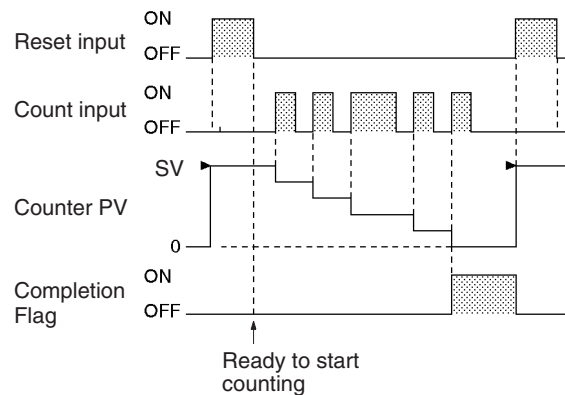 ON
Reset input
OFF
ON
Count input
OFF
SV
Counter PV
0
ON
Completion
Flag
OFF
Ready to start
counting